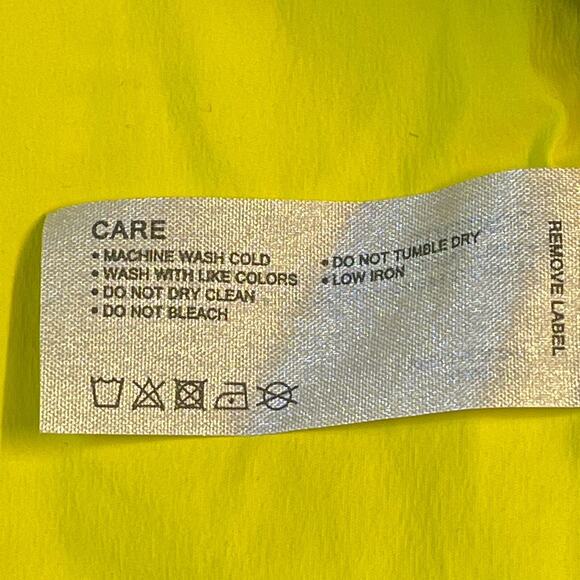 CARE
• MACHINE WASH COLD
• WASH WITH LIKE COLORS
• DO NOT DRY CLEAN
• DO NOT BLEACH
• DO NOT TUMBLE DRY
• LOW IRON
REMOVE LABEL